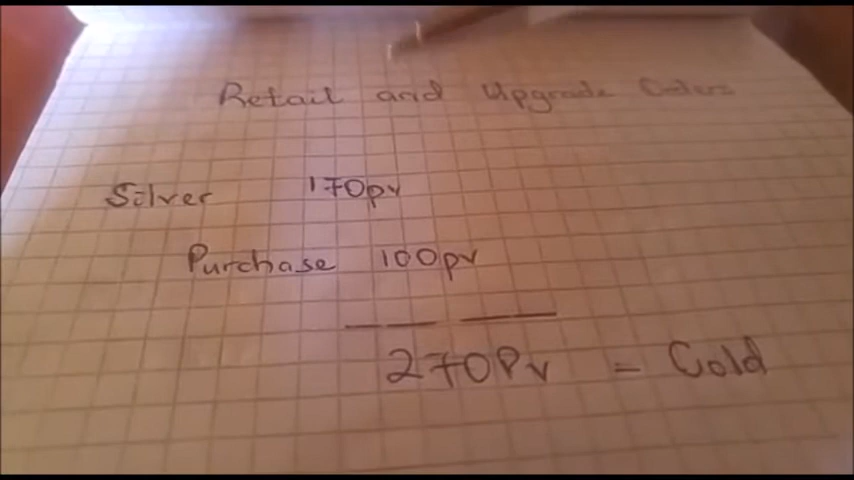 Retail and Upgrade Orders
Silver 170pv
Purchase 100pv
270Pv = Gold